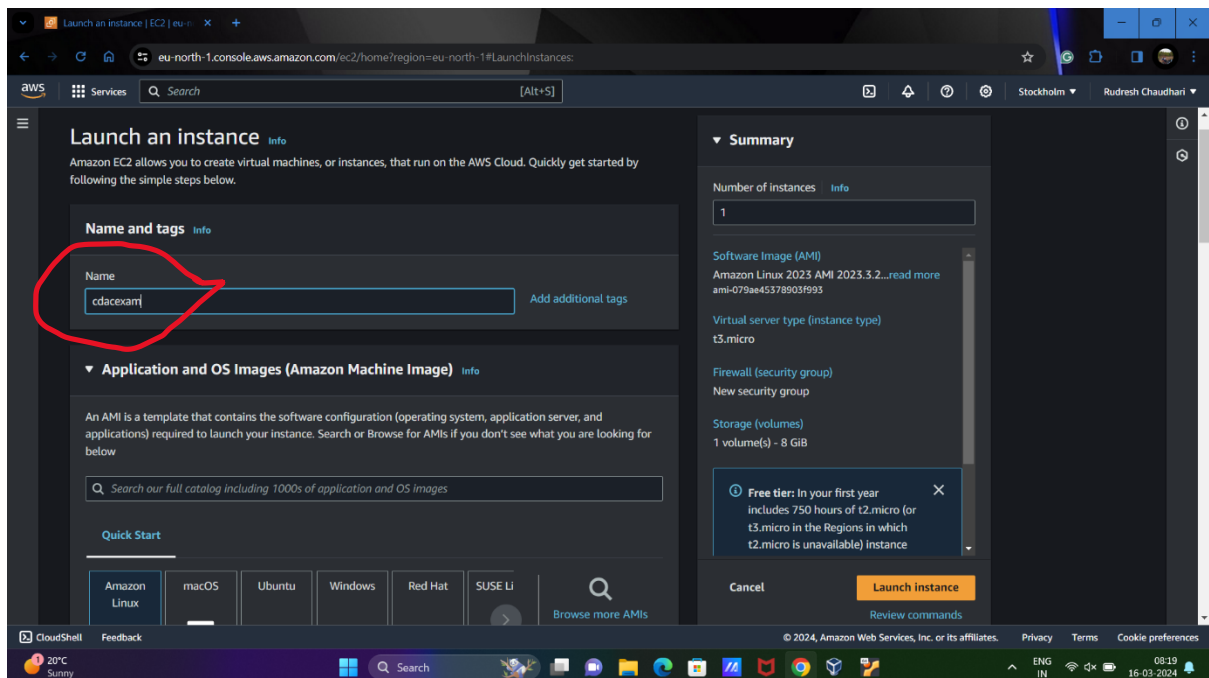 Launch an instance | EC2 | eu-n
eu-north-1.console.aws.amazon.com/ec2/home?region=eu-north-1#LaunchInstances:
aws
Services
Search
[Alt+S]
Stockholm
Rudresh Chaudhari
Launch an instance Info
Amazon EC2 allows you to create virtual machines, or instances, that run on the AWS Cloud. Quickly get started by
following the simple steps below.
Name and tags Info
Name
cdacexam
Add additional tags
Application and OS Images (Amazon Machine Image) Info
An AMI is a template that contains the software configuration (operating system, application server, and
applications) required to launch your instance. Search or Browse for AMIs if you don't see what you are looking for
below
Search our full catalog including 1000s of application and OS images
Quick Start
Amazon
Linux
macOS
Ubuntu
Windows
Red Hat
SUSE Li
Browse more AMIs
Summary
Number of instances Info
1
Software Image (AMI)
Amazon Linux 2023 AMI 2023.3.2...read more
ami-079ae45378903f993
Virtual server type (instance type)
t3.micro
Firewall (security group)
New security group
Storage (volumes)
1 volume(s) - 8 GiB
Free tier: In your first year
includes 750 hours of t2.micro (or
t3.micro in the Regions in which
t2.micro is unavailable) instance
Cancel
Launch instance
Review commands
CloudShell
Feedback
© 2024, Amazon Web Services, Inc. or its affiliates.
Privacy
Terms
Cookie preferences
1
20°C
Sunny
Search
ENG
IN
08:19
16-03-2024